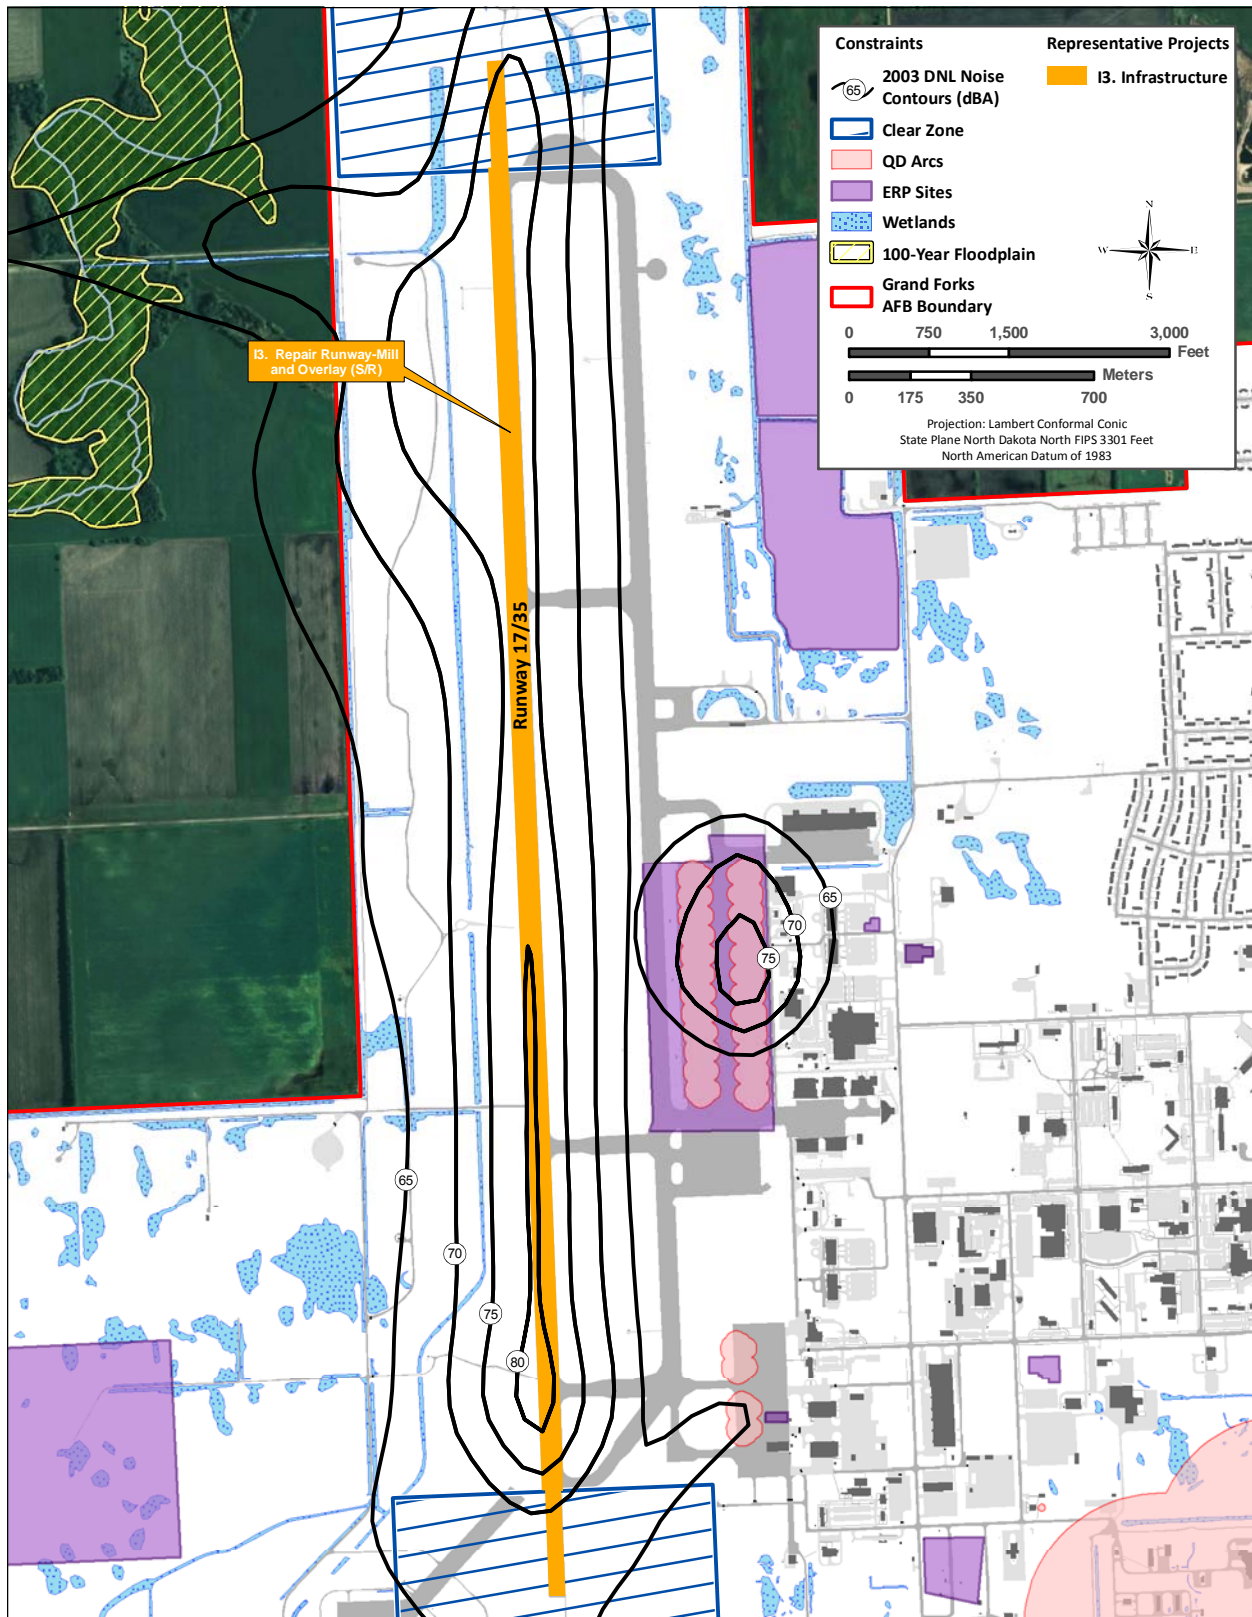 Constraints
Representative Projects
65
2003 DNL Noise
Contours (dBA)
I3. Infrastructure
Clear Zone
QD Arcs
ERP Sites
Wetlands
100-Year Floodplain
Grand Forks
AFB Boundary
N
W
E
S
0 750 1,500 3,000
Feet
Meters
0 175 350 700
Projection: Lambert Conformal Conic
State Plane North Dakota North FIPS 3301 Feet
North American Datum of 1983
I3. Repair Runway-Mill
and Overlay (S/R)
Runway 17/35
65
70
75
65
70
75
80